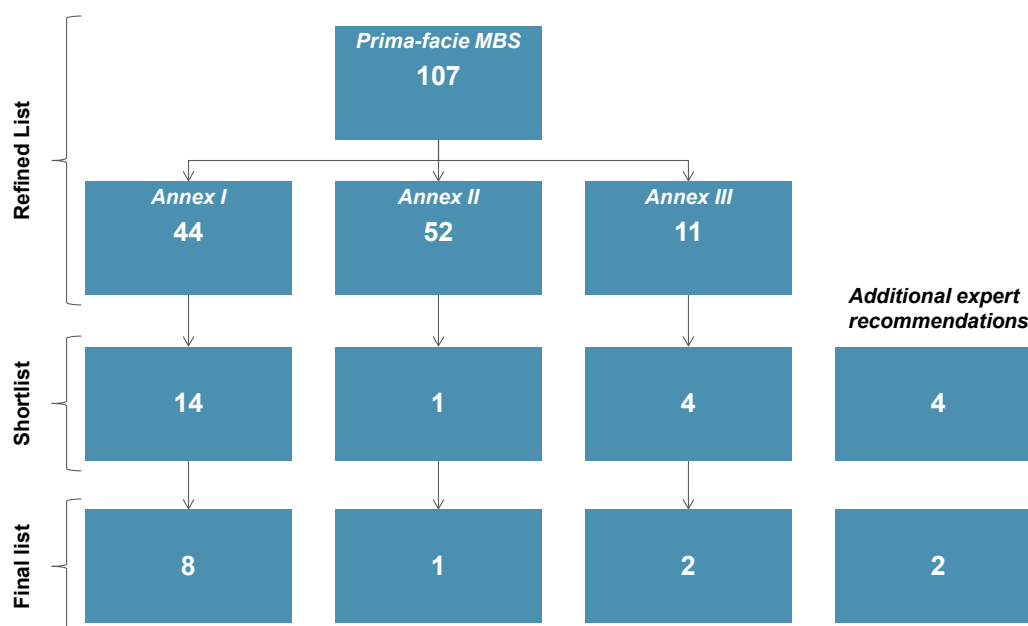 Prima-facie MBS
107
Refined List
Annex I
44
Annex II
52
Annex III
11
Additional expert
recommendations
Shortlist
14
1
4
4
Final list
8
1
2
2